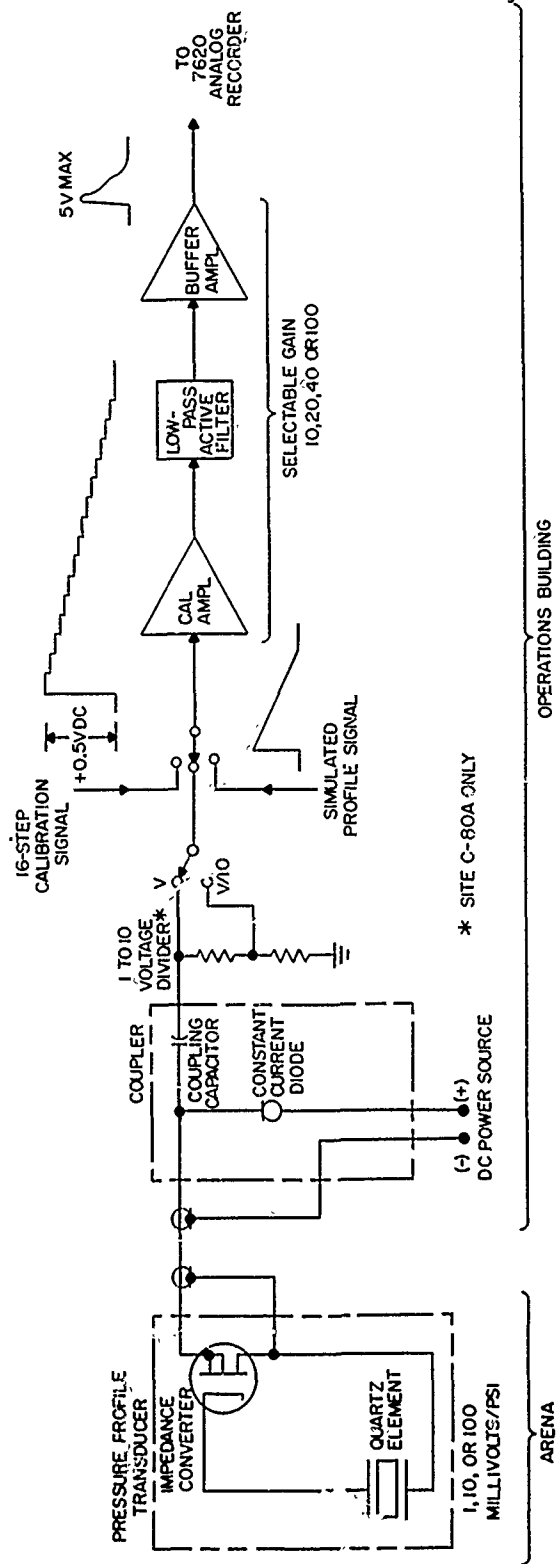 PRESSURE PROFILE
TRANSDUCER
IMPEDANCE
CONVERTER
QUARTZ
ELEMENT
1,10, OR 100
MILLIVOLTS/PSI
ARENA
COUPLER
COUPLING
CAPACITOR
CONSTANT
CURRENT
DIODE
(-) (+)
DC POWER SOURCE
1 TO 10
VOLTAGE
DIVIDER*
V
V/10
* SITE C-80A ONLY
16-STEP
CALIBRATION
SIGNAL
+0.5VDC
SIMULATED
PROFILE SIGNAL
CAL
AMPL
LOW-
PASS
ACTIVE
FILTER
BUFFER
AMPL
SELECTABLE GAIN
10,20,40 OR 100
5V MAX
TO
7620
ANALOG
RECORDER
OPERATIONS BUILDING